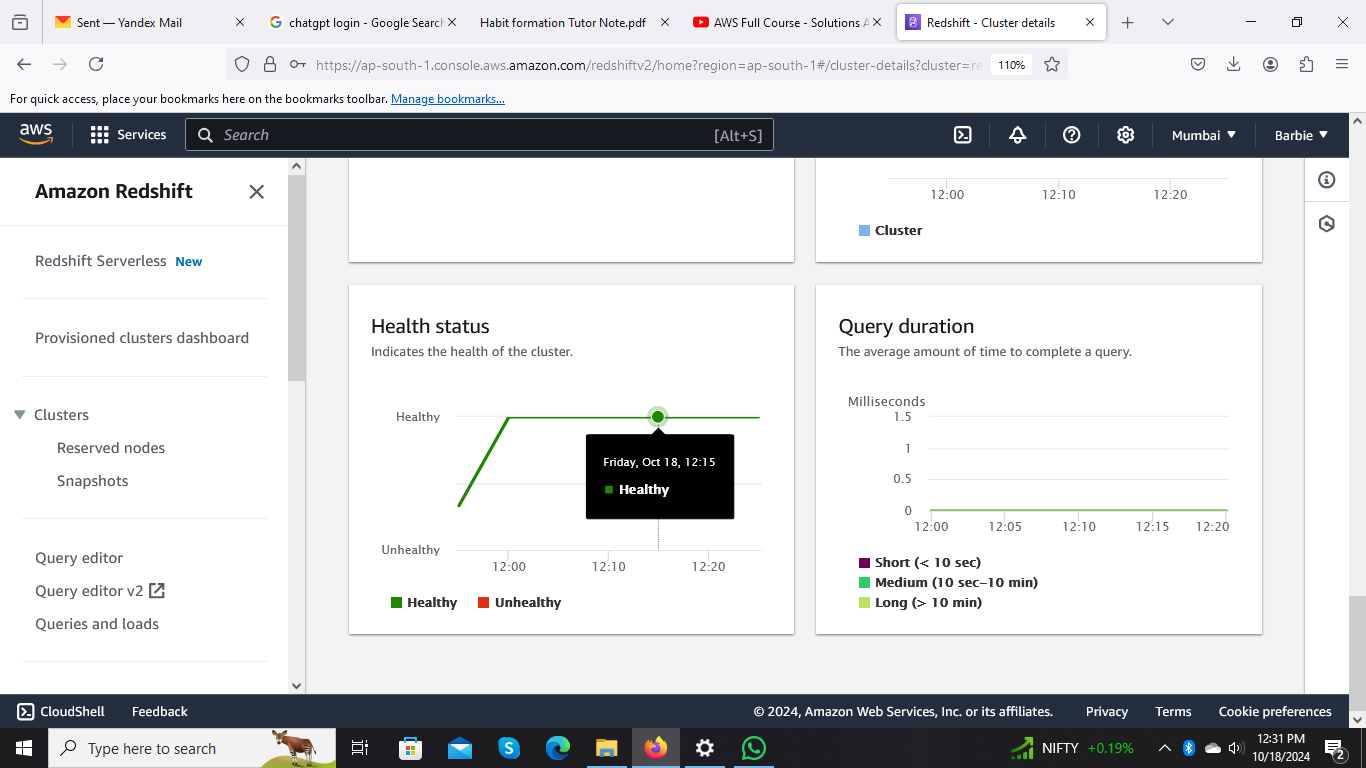 Sent — Yandex Mail
chatgpt login - Google Search
Habit formation Tutor Note.pdf
AWS Full Course - Solutions A
Redshift - Cluster details
https://ap-south-1.console.aws.amazon.com/redshiftv2/home?region=ap-south-1#/cluster-details?cluster=re
110%
For quick access, place your bookmarks here on the bookmarks toolbar. Manage bookmarks...
aws
Services
Search
[Alt+S]
Mumbai
Barbie
Amazon Redshift
Redshift Serverless New
Provisioned clusters dashboard
Clusters
Reserved nodes
Snapshots
Query editor
Query editor v2
Queries and loads
12:00 12:10 12:20
Cluster
Health status
Indicates the health of the cluster.
Healthy
Friday, Oct 18, 12:15
Healthy
Unhealthy
12:00 12:10 12:20
Healthy Unhealthy
Query duration
The average amount of time to complete a query.
Milliseconds
1.5
1
0.5
0
12:00 12:05 12:10 12:15 12:20
Short (< 10 sec)
Medium (10 sec–10 min)
Long (> 10 min)
CloudShell
Feedback
© 2024, Amazon Web Services, Inc. or its affiliates.
Privacy
Terms
Cookie preferences
Type here to search
NIFTY +0.19%
12:31 PM
10/18/2024
2